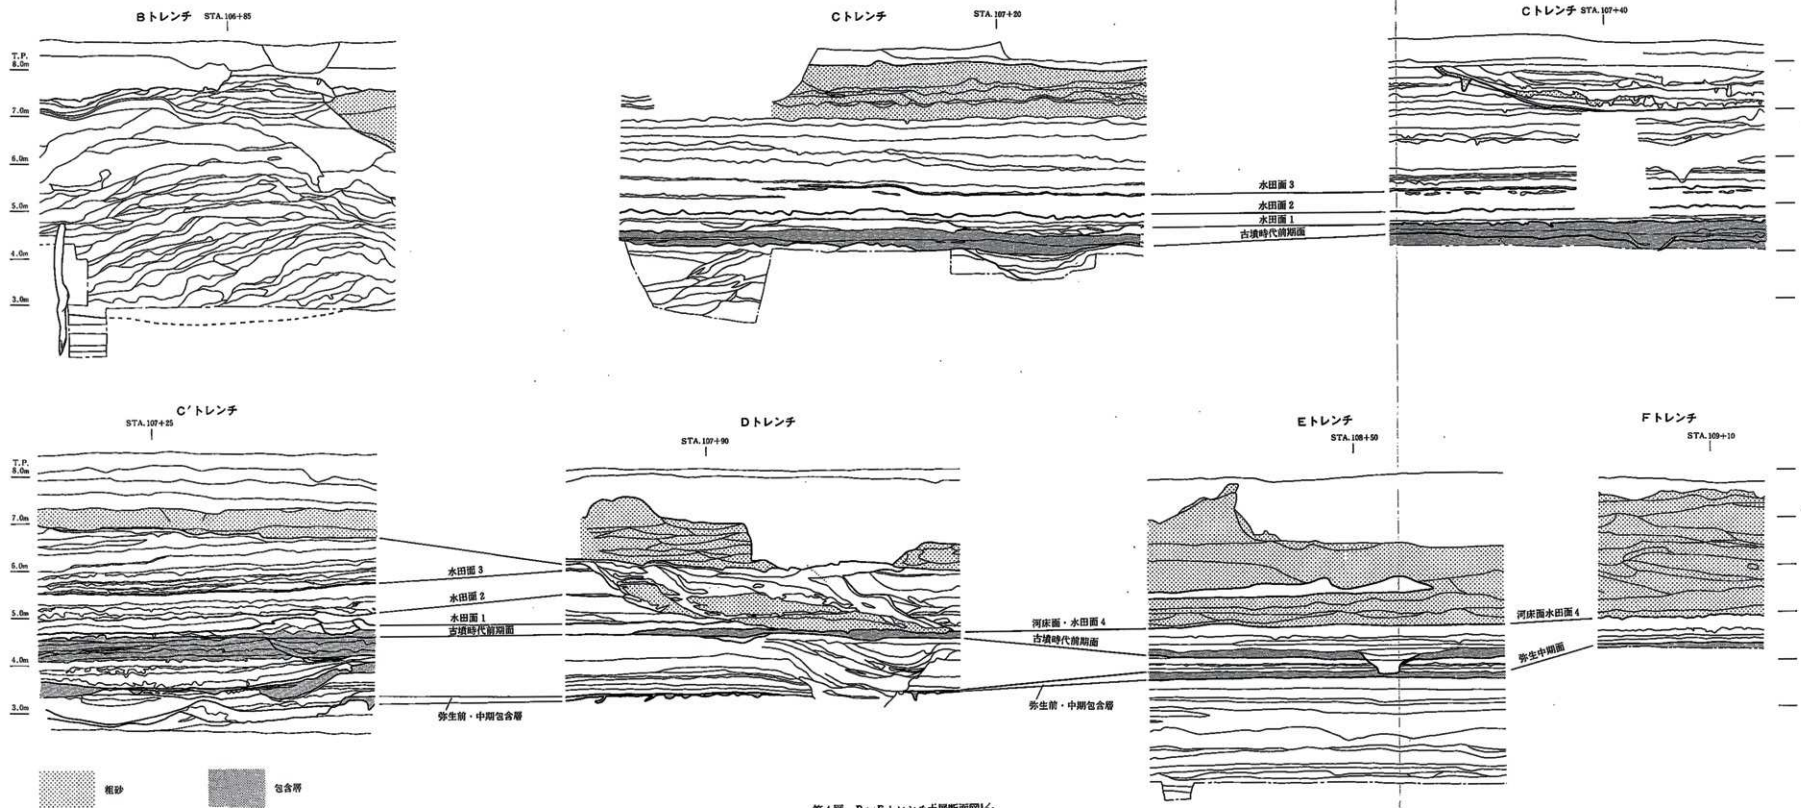 Bトレンチ STA.106+85
Cトレンチ STA.107+20
Cトレンチ STA.107+40
T.P.
8.0m
7.0m
6.0m
5.0m
4.0m
3.0m
水田面 3
水田面 2
水田面 1
古墳時代前期面
C′トレンチ
STA.107+25
Dトレンチ
STA.107+90
Eトレンチ
STA.108+50
Fトレンチ
STA.109+10
T.P.
8.0m
7.0m
6.0m
5.0m
4.0m
3.0m
水田面 3
水田面 2
水田面 1
古墳時代前期面
弥生前・中期包含層
河床面・水田面 4
古墳時代前期面
弥生前・中期包含層
河床面水田面 4
弥生中期面
粗砂
包含層